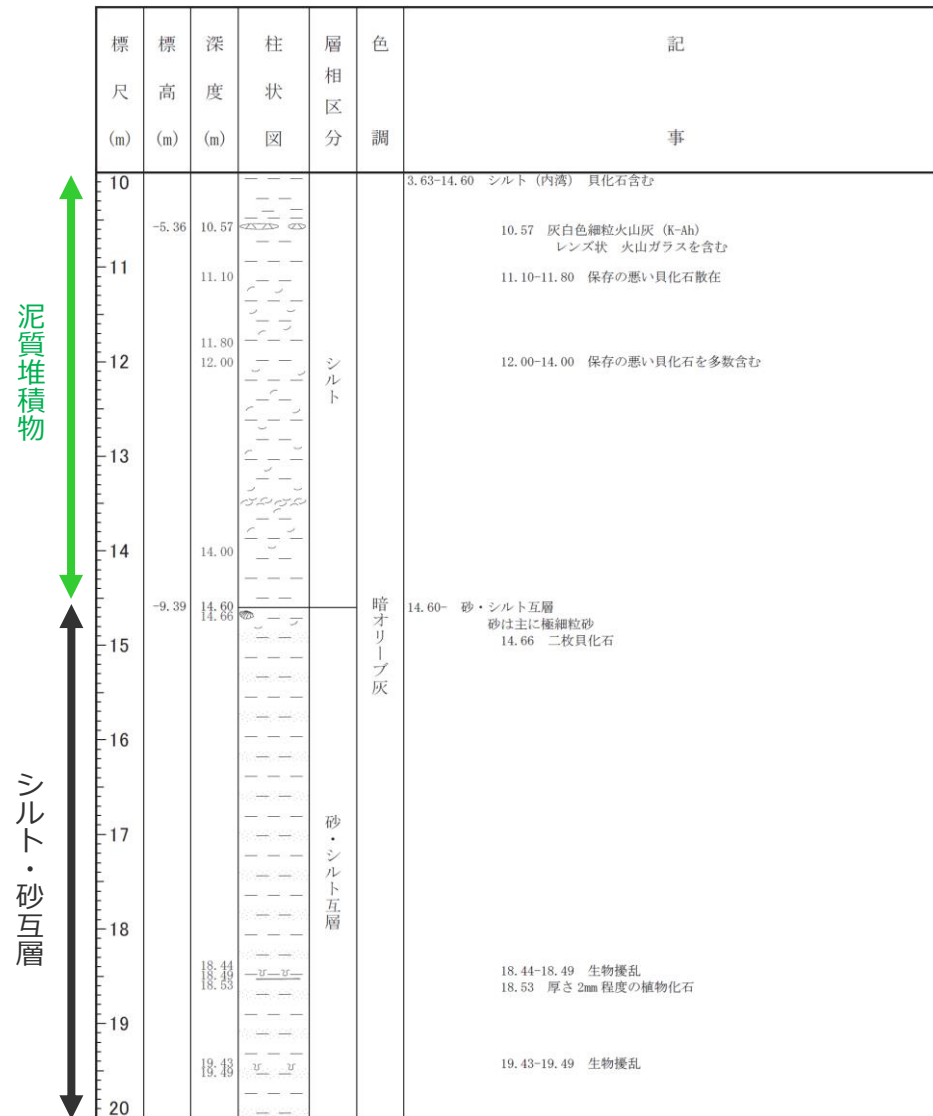 標尺(m)
標高(m)
深度(m)
柱状図
層相区分
色調
記事
泥質堆積物
シルト・砂互層
10
3.63-14.60 シルト（内湾） 貝化石含む
-5.36
10.57
10.57 灰白色細粒火山灰（K-Ah）
レンズ状 火山ガラスを含む
11
11.10
11.10-11.80 保存の悪い貝化石散在
11.80
12
12.00
12.00-14.00 保存の悪い貝化石を多数含む
シルト
13
14
14.00
-9.39
14.60
14.60- 砂・シルト互層
14.66
砂は主に極細粒砂
15
14.66 二枚貝化石
暗オリーブ灰
16
17
砂・シルト互層
18
18.44
18.44-18.49 生物擾乱
18.49
18.53
18.53 厚さ2mm程度の植物化石
19
19.43
19.43-19.49 生物擾乱
19.49
20